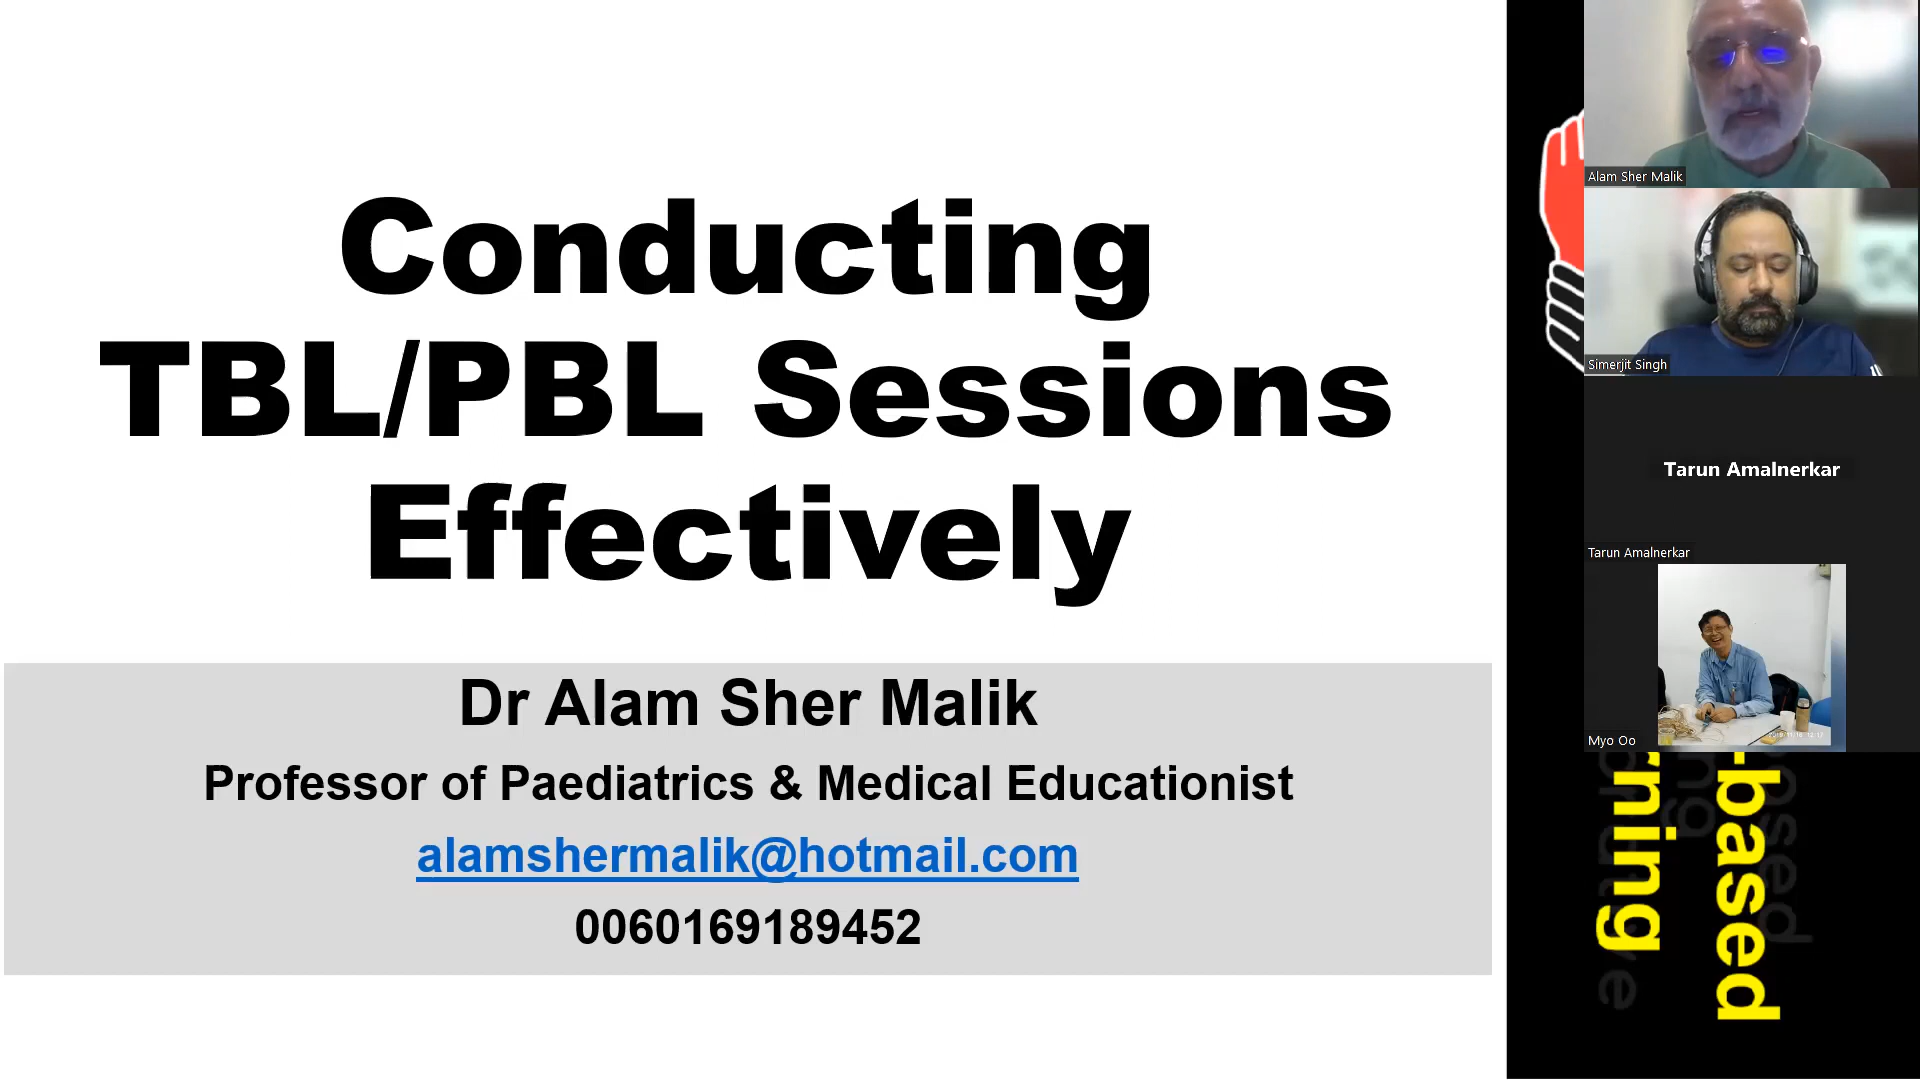 Conducting
TBL/PBL Sessions
Effectively
Dr Alam Sher Malik
Professor of Paediatrics & Medical Educationist
alamshermalik@hotmail.com
0060169189452
Alam Sher Malik
Simerjit Singh
Tarun Amalnerkar
Tarun Amalnerkar
Myo Oo
-based
rning